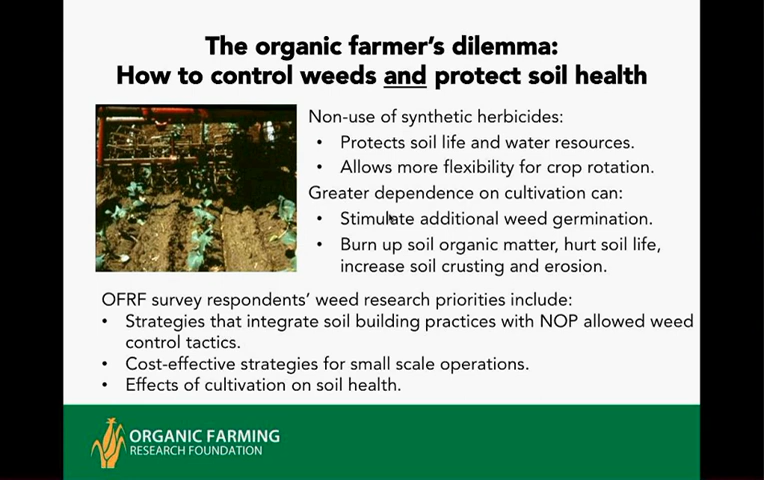 The organic farmer's dilemma:
How to control weeds and protect soil health
Non-use of synthetic herbicides:
• Protects soil life and water resources.
• Allows more flexibility for crop rotation.
Greater dependence on cultivation can:
• Stimulate additional weed germination.
• Burn up soil organic matter, hurt soil life,
increase soil crusting and erosion.
OFRF survey respondents' weed research priorities include:
• Strategies that integrate soil building practices with NOP allowed weed
control tactics.
• Cost-effective strategies for small scale operations.
• Effects of cultivation on soil health.
ORGANIC FARMING
RESEARCH FOUNDATION